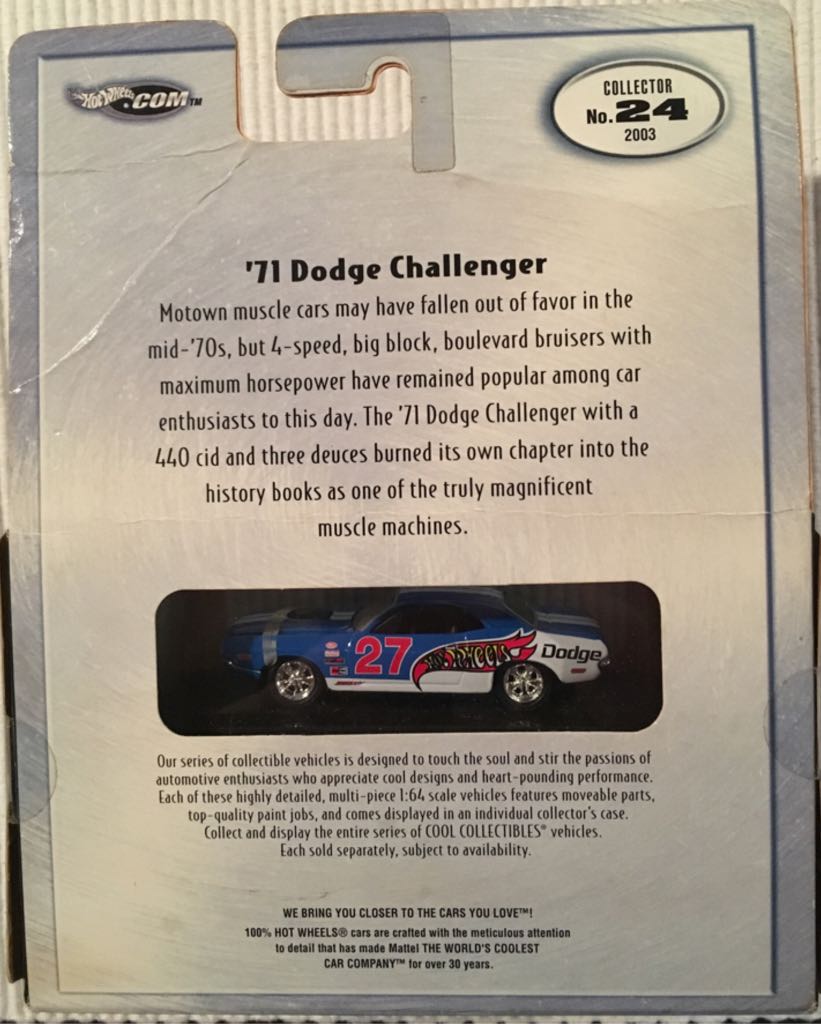 HotWheels.COM™
COLLECTOR
No. 24
2003
'71 Dodge Challenger
Motown muscle cars may have fallen out of favor in the
mid-'70s, but 4-speed, big block, boulevard bruisers with
maximum horsepower have remained popular among car
enthusiasts to this day. The '71 Dodge Challenger with a
440 cid and three deuces burned its own chapter into the
history books as one of the truly magnificent
muscle machines.
27
HOT WHEELS
Dodge
Our series of collectible vehicles is designed to touch the soul and stir the passions of
automotive enthusiasts who appreciate cool designs and heart-pounding performance.
Each of these highly detailed, multi-piece 1:64 scale vehicles features moveable parts,
top-quality paint jobs, and comes displayed in an individual collector's case.
Collect and display the entire series of COOL COLLECTIBLES® vehicles.
Each sold separately, subject to availability.
WE BRING YOU CLOSER TO THE CARS YOU LOVE™!
100% HOT WHEELS® cars are crafted with the meticulous attention
to detail that has made Mattel THE WORLD'S COOLEST
CAR COMPANY™ for over 30 years.